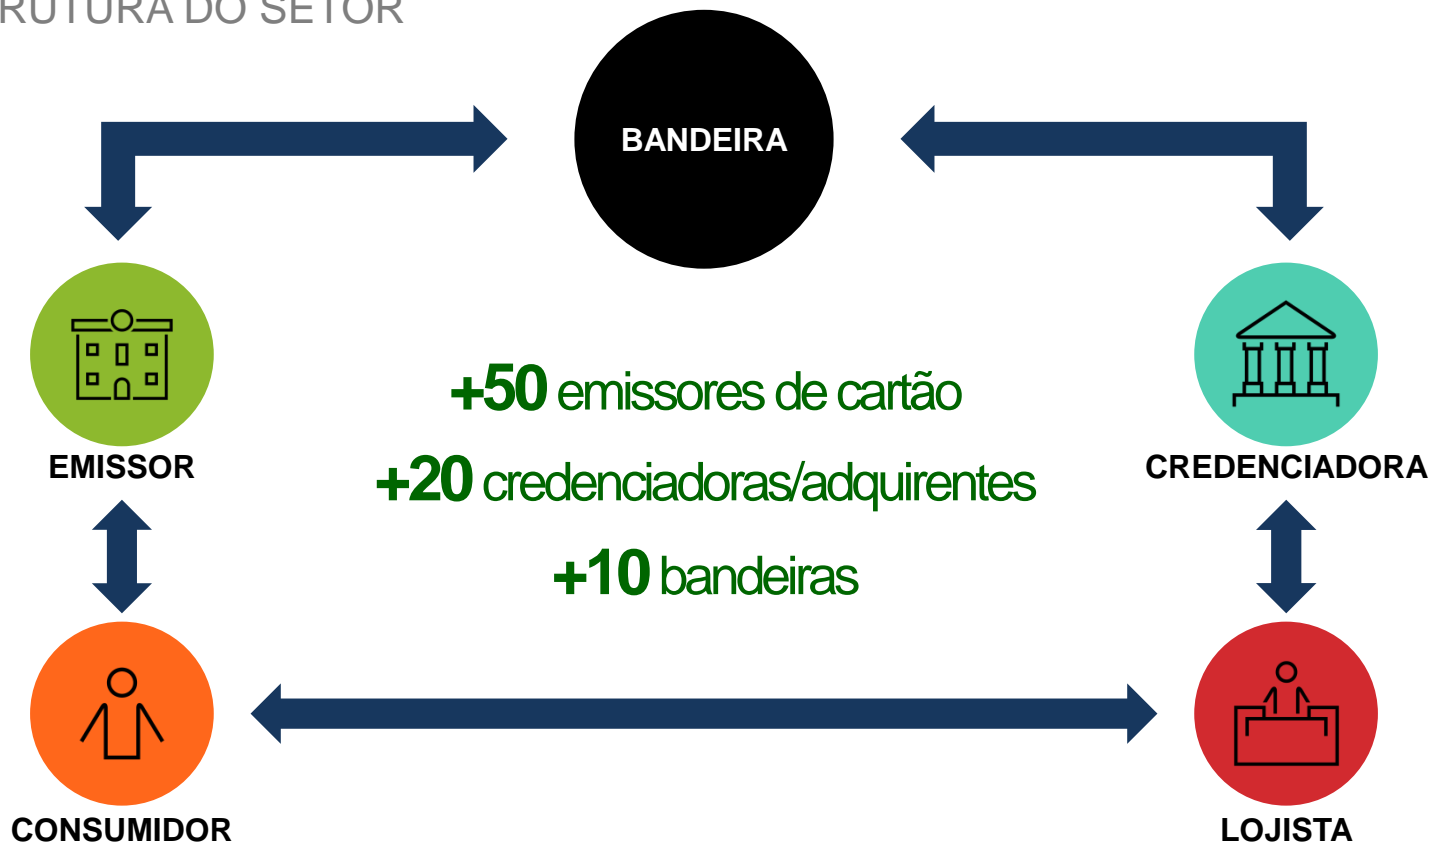 RUTURA DO SETOR
BANDEIRA
+50 emissores de cartão
EMISSOR
CREDENCIADORA
+20 credenciadoras/adquirentes
+10 bandeiras
CONSUMIDOR
LOJISTA